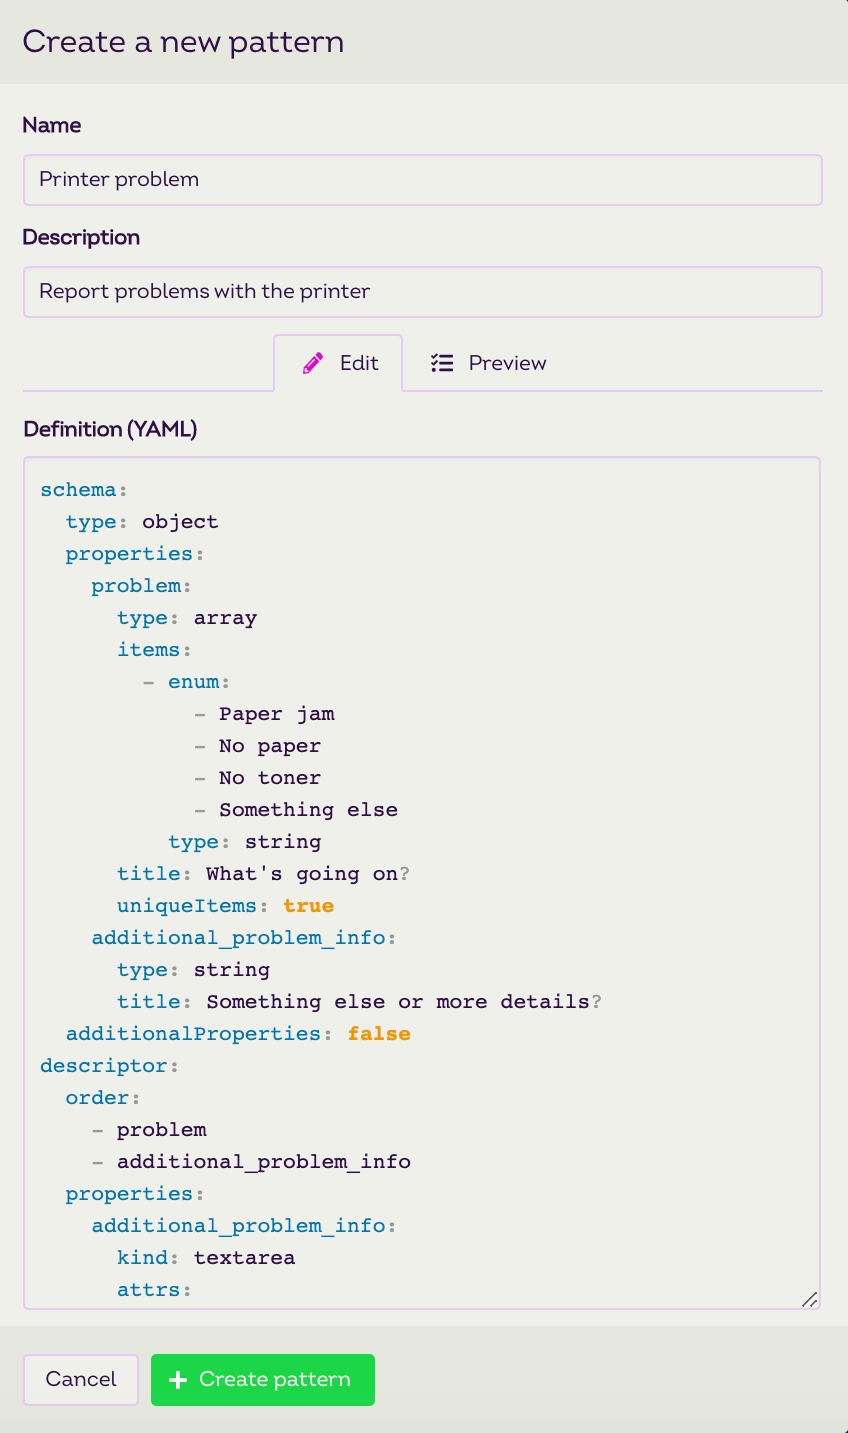 Create a new pattern
Name
Printer problem
Description
Report problems with the printer
Edit
Preview
Definition (YAML)
schema:
  type: object
  properties:
    problem:
      type: array
      items:
        - enum:
            - Paper jam
            - No paper
            - No toner
            - Something else
          type: string
      title: What's going on?
      uniqueItems: true
    additional_problem_info:
      type: string
      title: Something else or more details?
  additionalProperties: false
descriptor:
  order:
    - problem
    - additional_problem_info
  properties:
    additional_problem_info:
      kind: textarea
      attrs:
Cancel
+ Create pattern